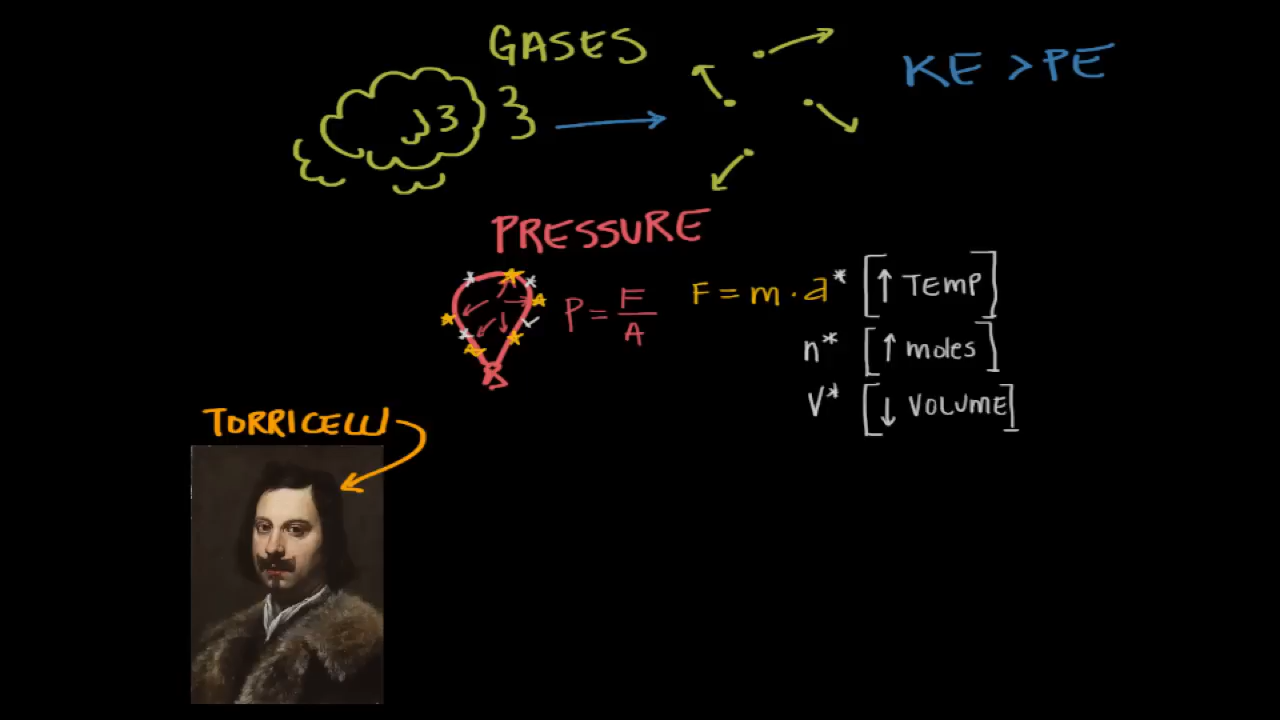 GASES
KE > PE
PRESSURE
P = F/A
F = m · a* [↑ TEMP]
n* [↑ moles]
V* [↓ VOLUME]
TORRICELLI